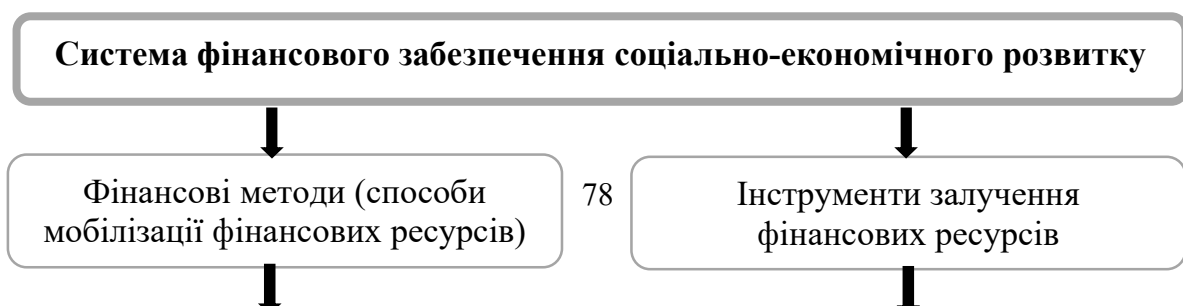 Система фінансового забезпечення соціально-економічного розвитку
Фінансові методи (способи
мобілізації фінансових ресурсів)
78
Інструменти залучення
фінансових ресурсів